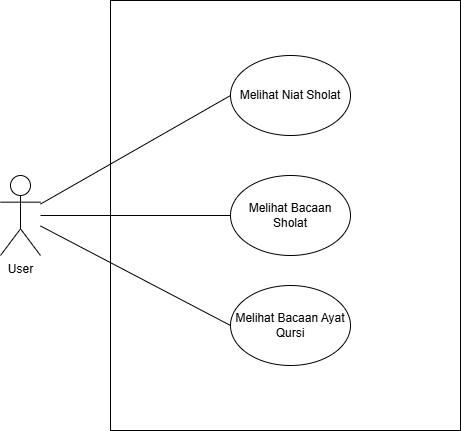 Melihat Niat Sholat
Melihat Bacaan
Sholat
User
Melihat Bacaan Ayat
Qursi